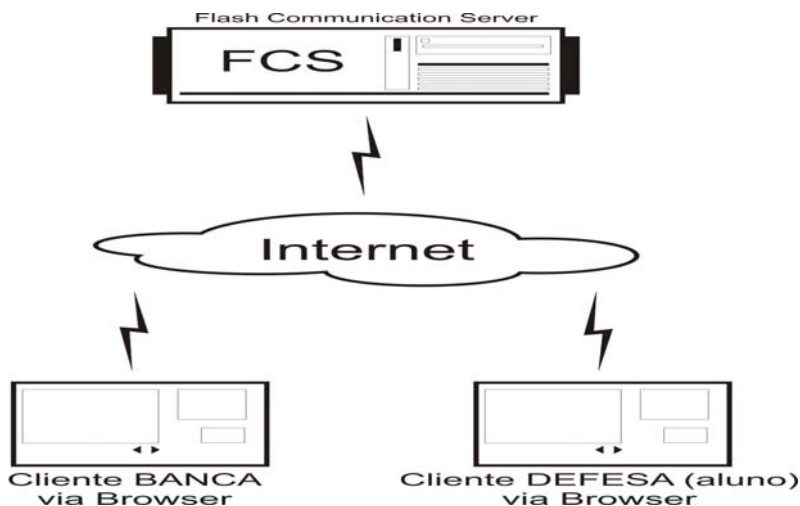 Flash Communication Server
FCS
Internet
Cliente BANCA
via Browser
Cliente DEFESA (aluno)
via Browser